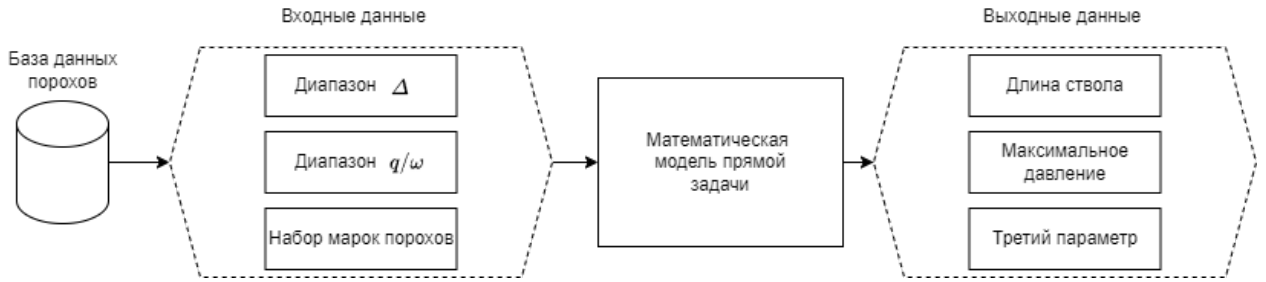 База данных
порохов
Входные данные
Диапазон Δ
Диапазон q/ω
Набор марок порохов
Математическая
модель прямой
задачи
Выходные данные
Длина ствола
Максимальное
давление
Третий параметр